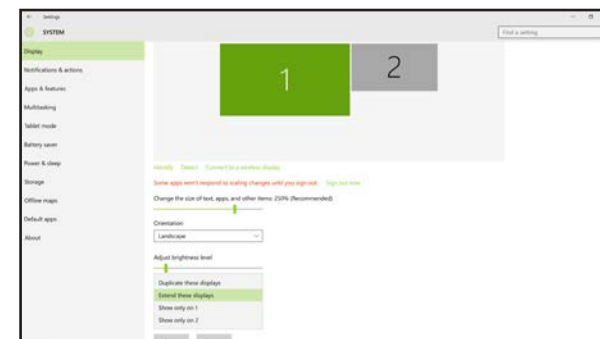 Settings
SYSTEM
Find a setting
Display
Notifications & actions
Apps & features
Multitasking
Tablet mode
Battery saver
Power & sleep
Storage
Offline maps
Default apps
About
1
2
Identify Detect Connect to a wireless display
Some apps won't respond to scaling changes until you sign out. Sign out now
Change the size of text, apps, and other items: 250% (Recommended)
Orientation
Landscape
Adjust brightness level
Duplicate these displays
Extend these displays
Show only on 1
Show only on 2